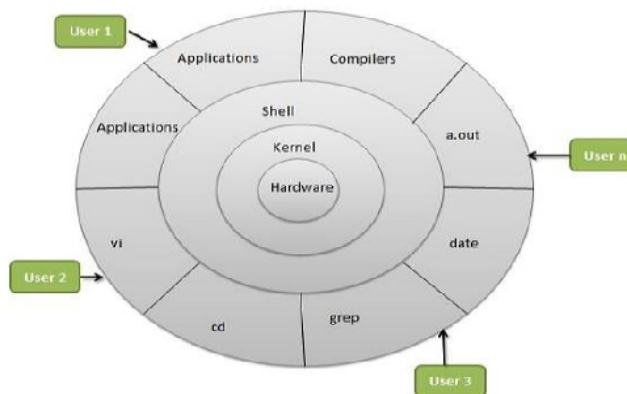 User 1
Applications
Compilers
Applications
Shell
a.out
Kernel
User n
Hardware
vi
date
User 2
cd
grep
User 3